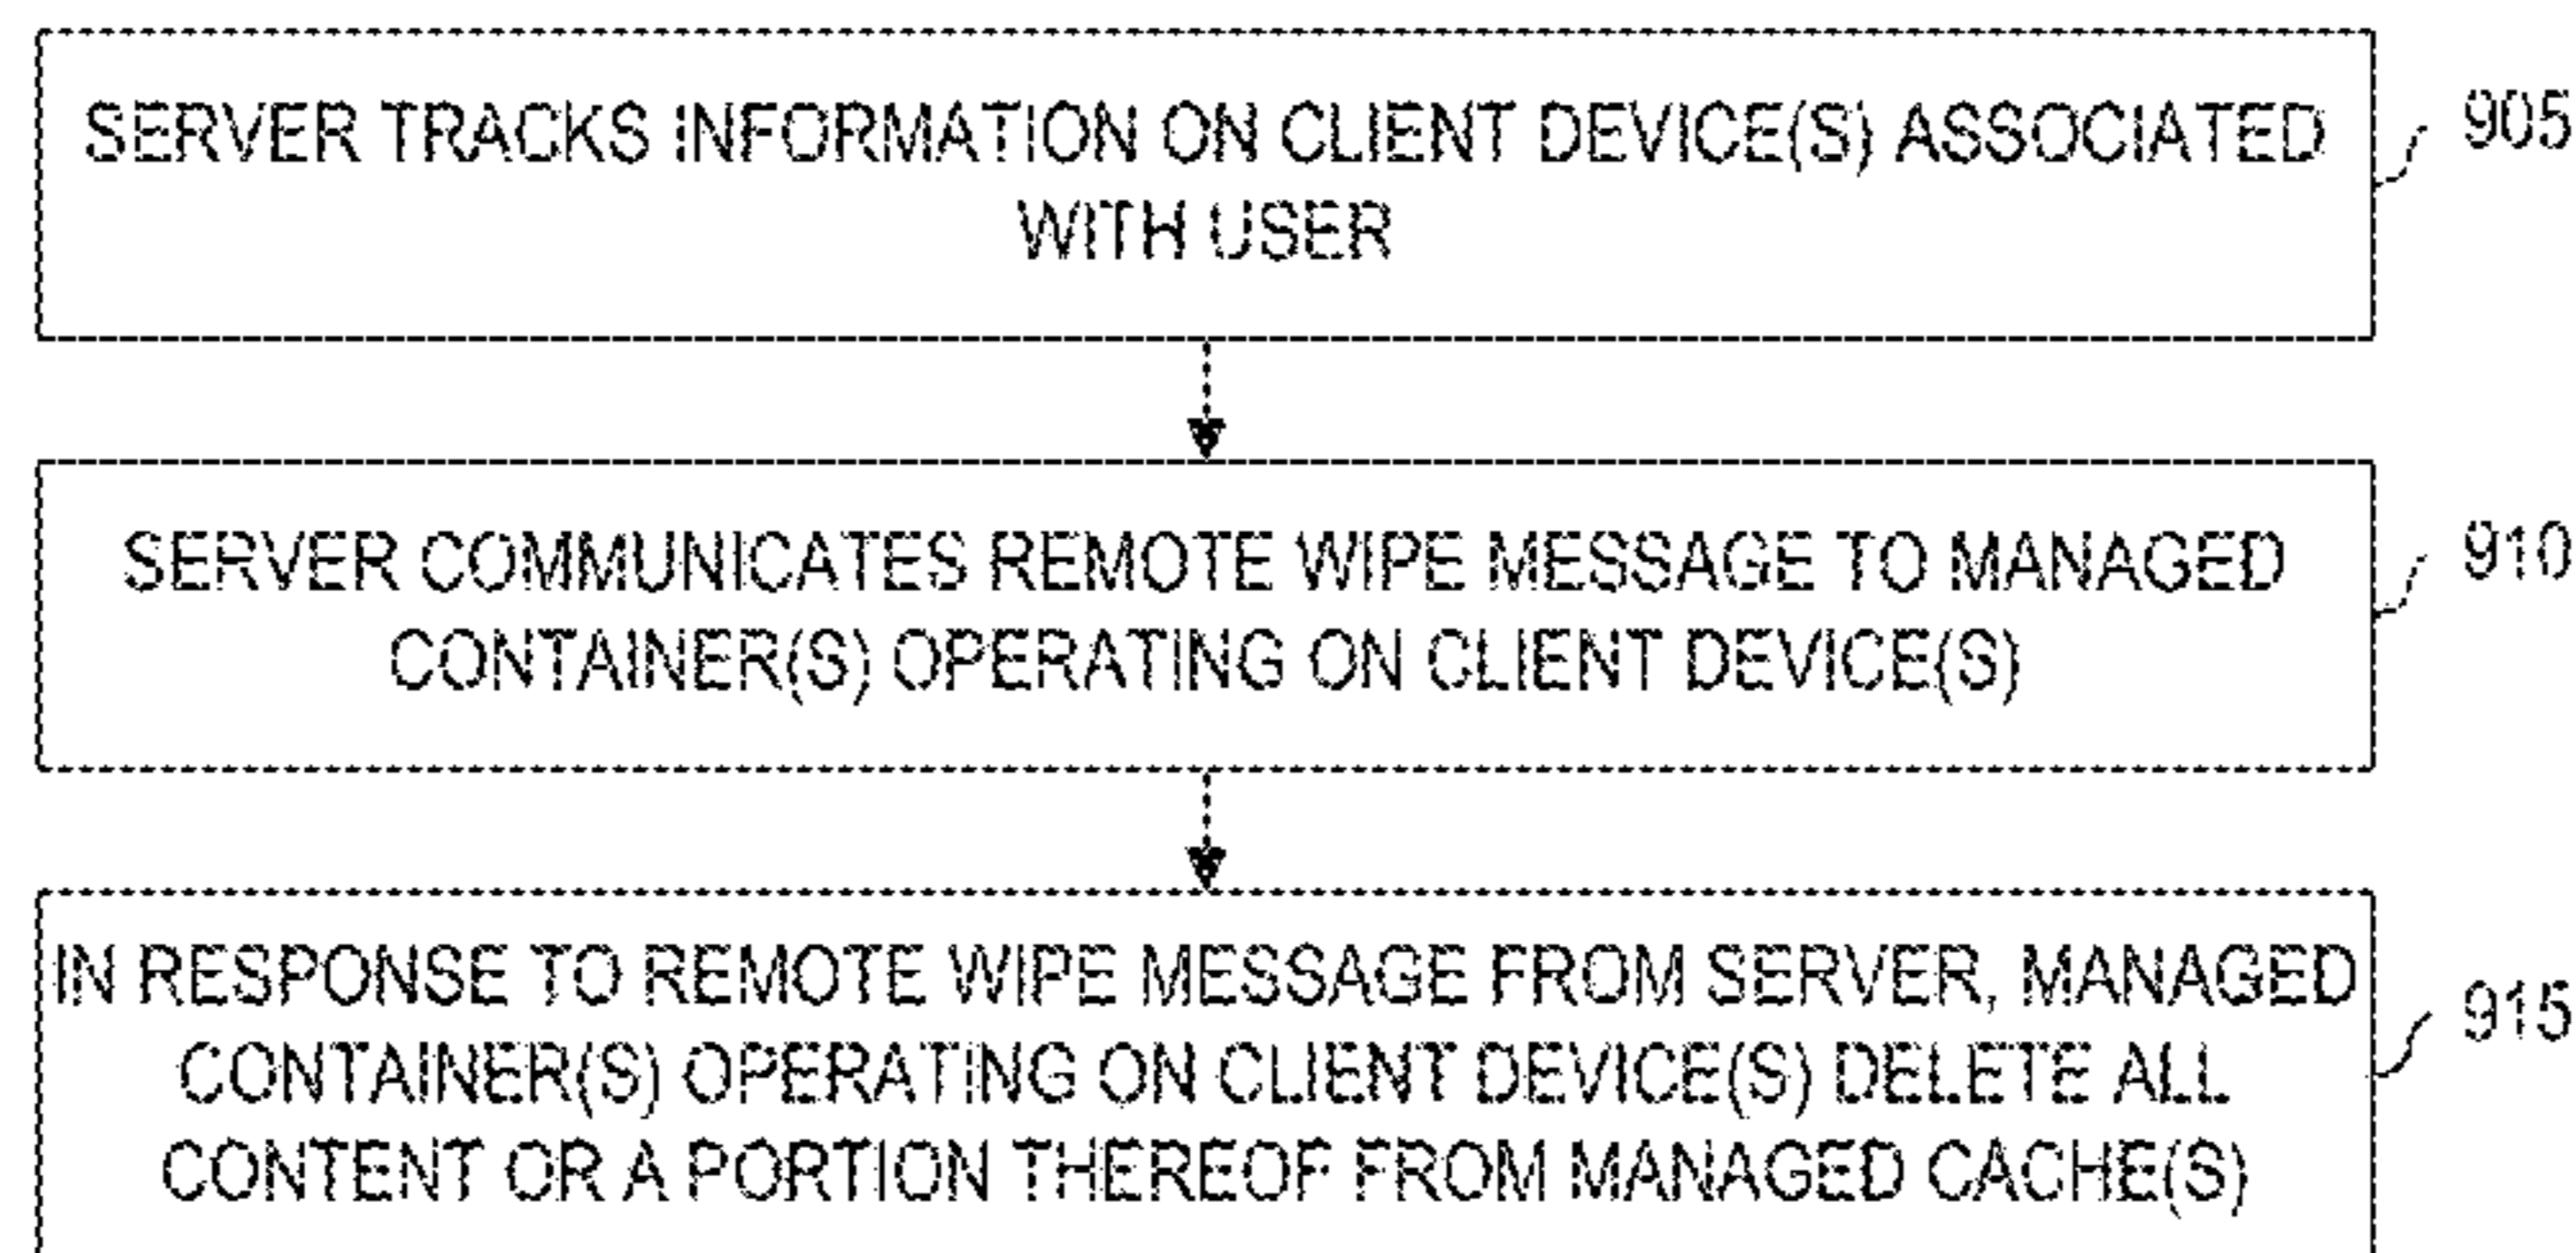 SERVER TRACKS INFORMATION ON CLIENT DEVICE(S) ASSOCIATED
WITH USER
905
SERVER COMMUNICATES REMOTE WIPE MESSAGE TO MANAGED
CONTAINER(S) OPERATING ON CLIENT DEVICE(S)
910
IN RESPONSE TO REMOTE WIPE MESSAGE FROM SERVER, MANAGED
CONTAINER(S) OPERATING ON CLIENT DEVICE(S) DELETE ALL
CONTENT OR A PORTION THEREOF FROM MANAGED CACHE(S)
915